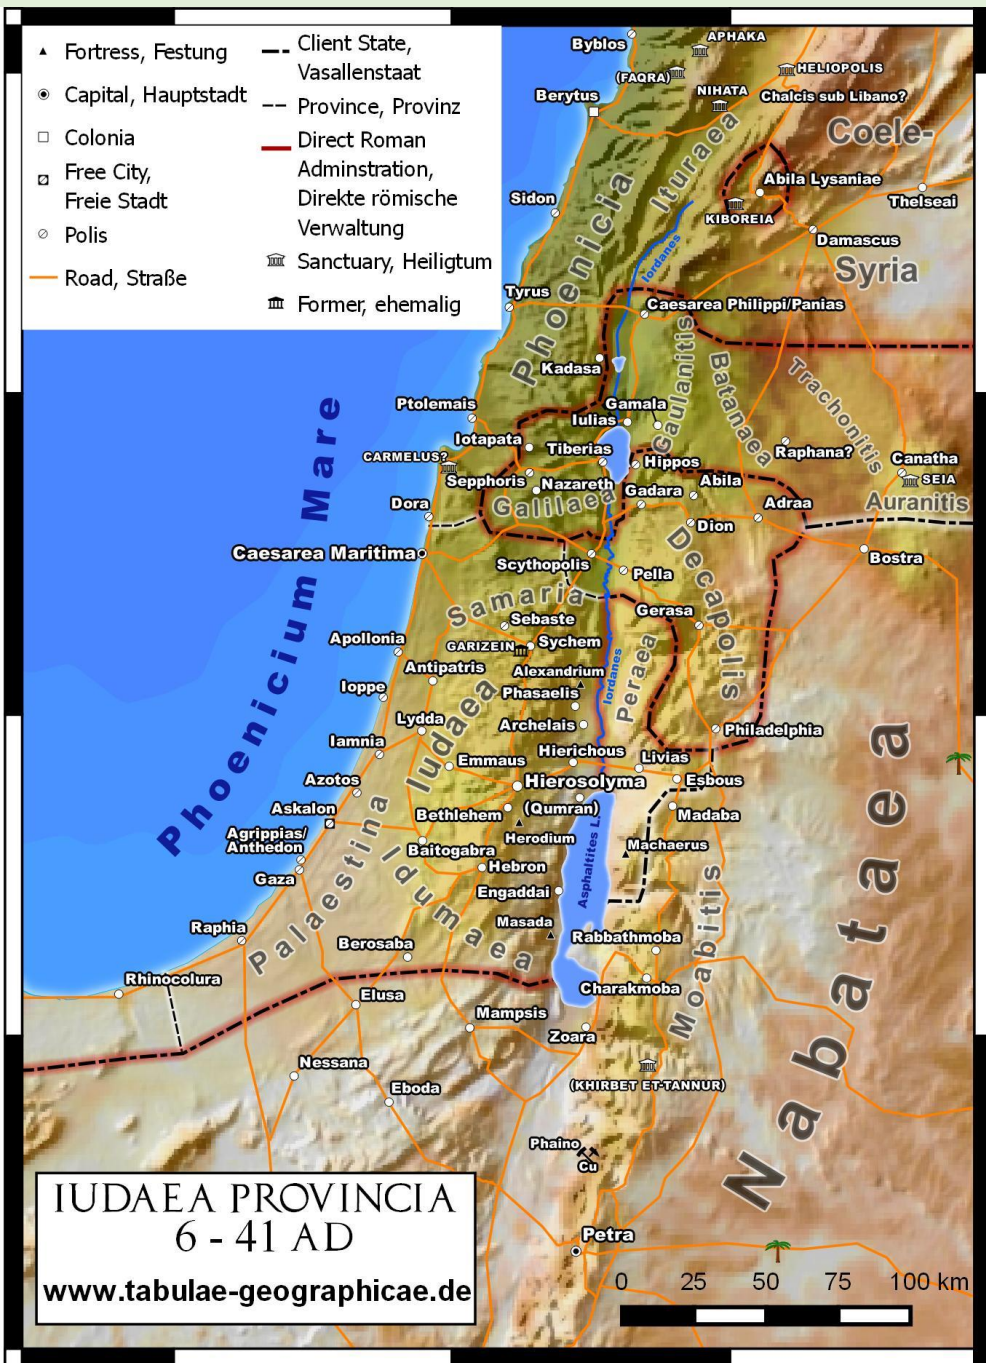 Fortress, Festung
Capital, Hauptstadt
Colonia
Free City,
Freie Stadt
Polis
Road, Straße
Client State,
Vasallenstaat
Province, Provinz
Direct Roman
Adminstration,
Direkte römische
Verwaltung
Sanctuary, Heiligtum
Former, ehemalig
Byblos
APHAKA
(FAQRA)
HELIOPOLIS
NIHATA
Chalcis sub Libano?
Berytus
Coele-
Ituraea
Phoenicia
Abila Lysaniae
Thelseai
KIBOREIA
Sidon
Damascus
Iordanes
Syria
Tyrus
Caesarea Philippi/Panias
Kadasa
Gaulanitis
Batanaea
Trachonitis
Ptolemais
Gamala
Iulias
Iotapata
Tiberias
Raphana?
CARMELUS?
Hippos
Canatha
SEIA
Sepphoris
Nazareth
Gadara
Abila
Galilaea
Auranitis
Dora
Adraa
Dion
Caesarea Maritima
Decapolis
Bostra
Scythopolis
Pella
Samaria
Sebaste
Gerasa
Apollonia
GARIZEIN
Sychem
Phoenicium Mare
Antipatris
Alexandrium
Iordanes
Peraea
Ioppe
Phasaelis
Iudaea
Lydda
Archelais
Philadelphia
Iamnia
Hierichous
Livias
Emmaus
Azotos
Hierosolyma
Esbous
Askalon
Bethlehem
(Qumran)
Madaba
Agrippias/
Anthedon
Herodium
Baitogabra
Asphaltites L.
Machaerus
Gaza
Hebron
Idumaea
Engaddai
Palaestina
Moabitis
Nabataea
Raphia
Masada
Berosaba
Rabbathmoba
Rhinocolura
Charakmoba
Elusa
Mampsis
Zoara
Nessana
Eboda
(KHIRBET ET-TANNUR)
Phaino
Cu
Petra
IUDAEA PROVINCIA
6 - 41 AD
www.tabulae-geographicae.de
0 25 50 75 100 km